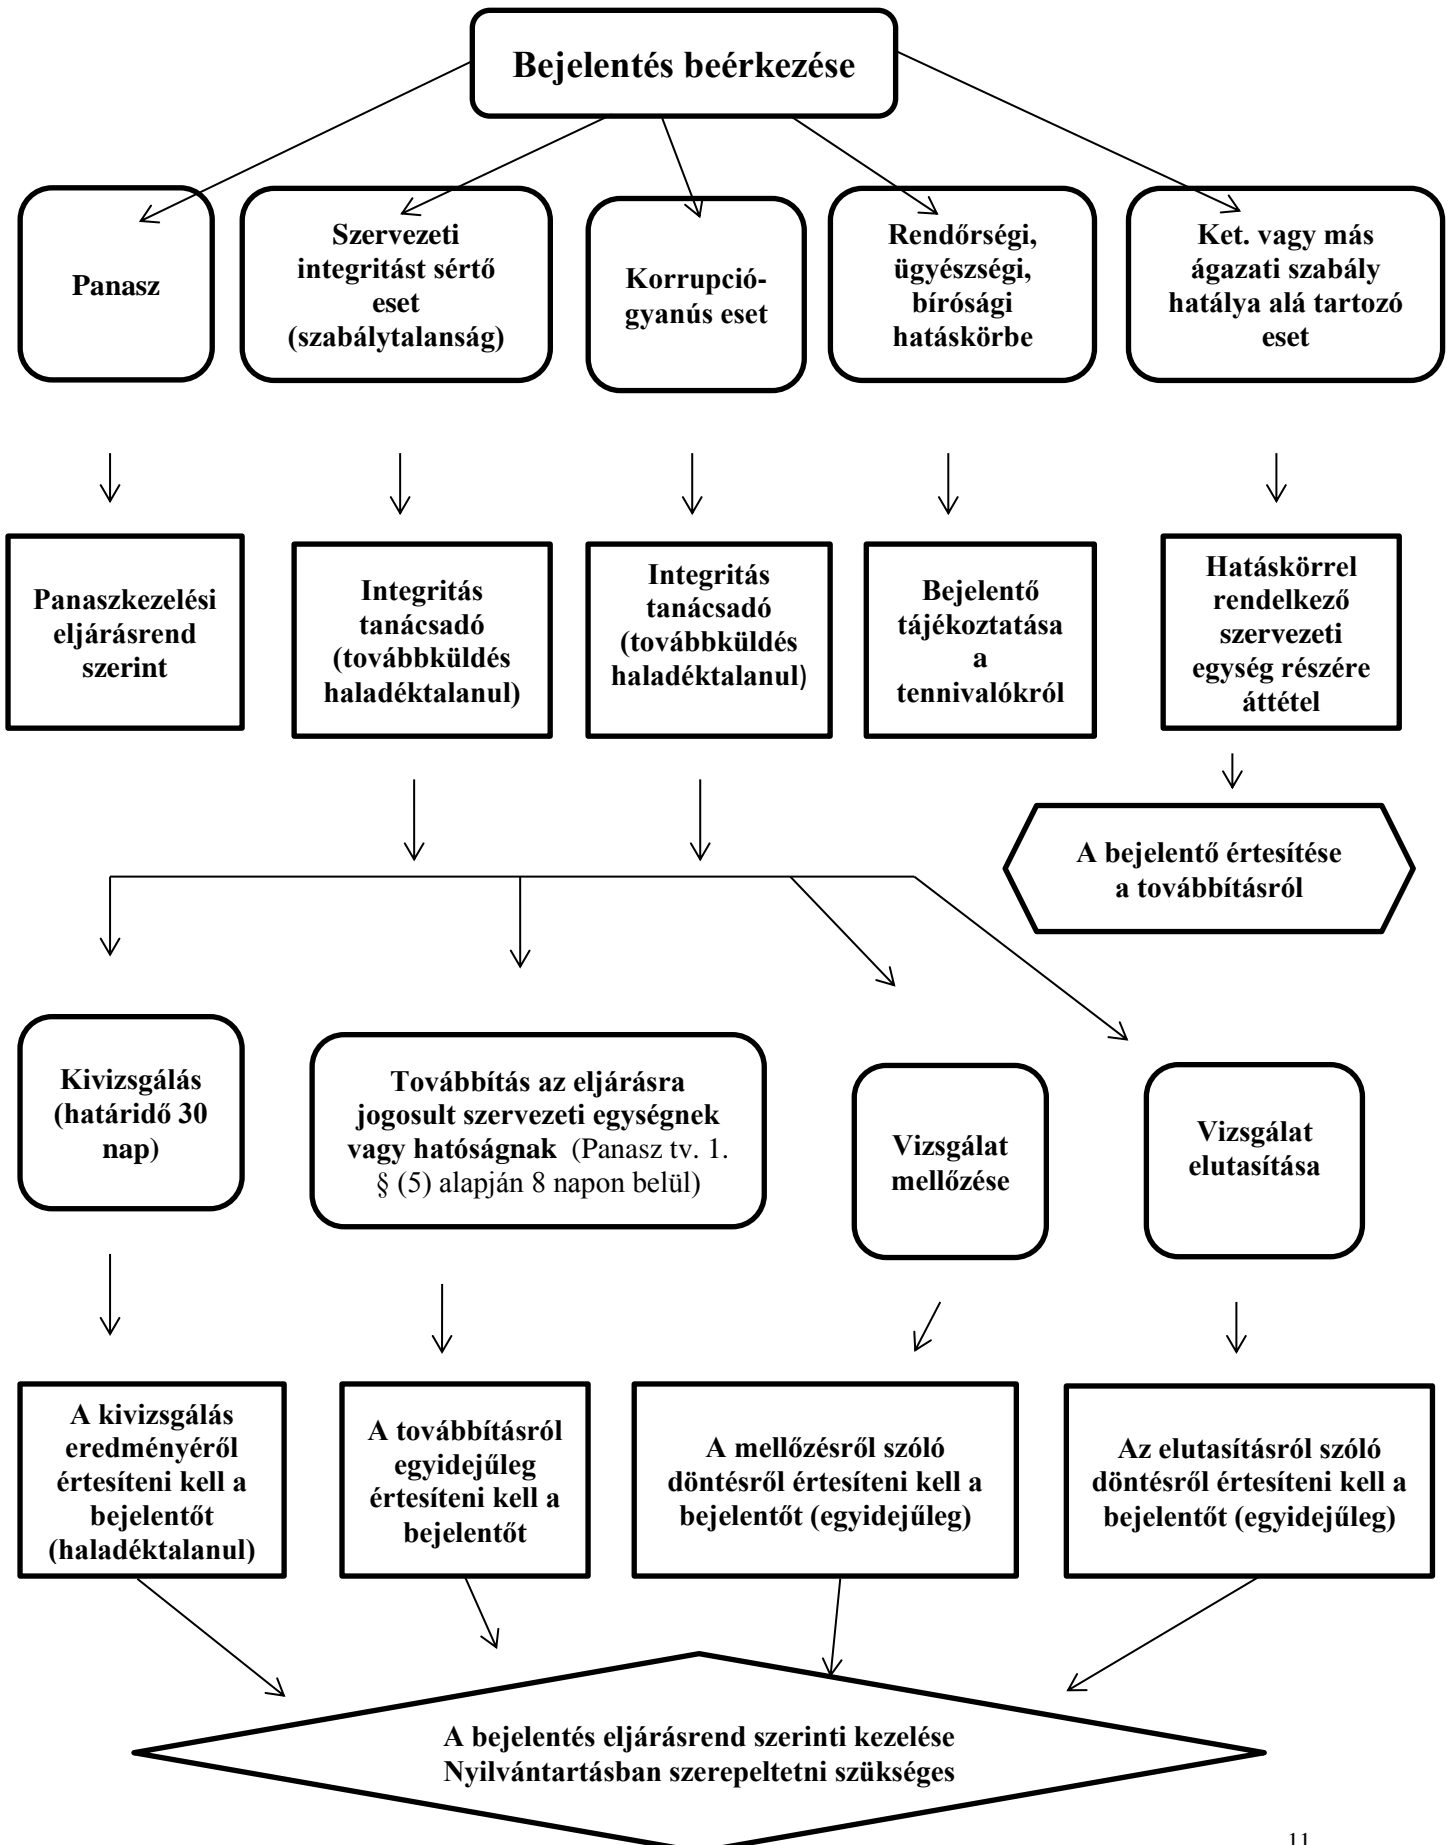 Bejelentés beérkezése
Panasz
Szervezeti
integritást sértő
eset
(szabálytalanság)
Korrupció-
gyanús eset
Rendőrségi,
ügyészségi,
bírósági
hatáskörbe
Ket. vagy más
ágazati szabály
hatálya alá tartozó
eset
Panaszkezelési
eljárásrend
szerint
Integritás
tanácsadó
(továbbküldés
haladéktalanul)
Integritás
tanácsadó
(továbbküldés
haladéktalanul)
Bejelentő
tájékoztatása
a
tennivalókról
Hatáskörrel
rendelkező
szervezeti
egység részére
áttétel
A bejelentő értesítése
a továbbításról
Kivizsgálás
(határidő 30
nap)
Továbbítás az eljárásra
jogosult szervezeti egységnek
vagy hatóságnak (Panasz tv. 1.
§ (5) alapján 8 napon belül)
Vizsgálat
mellőzése
Vizsgálat
elutasítása
A kivizsgálás
eredményéről
értesíteni kell a
bejelentőt
(haladéktalanul)
A továbbításról
egyidejűleg
értesíteni kell a
bejelentőt
A mellőzésről szóló
döntésről értesíteni kell a
bejelentőt (egyidejűleg)
Az elutasításról szóló
döntésről értesíteni kell a
bejelentőt (egyidejűleg)
A bejelentés eljárásrend szerinti kezelése
Nyilvántartásban szerepeltetni szükséges
11